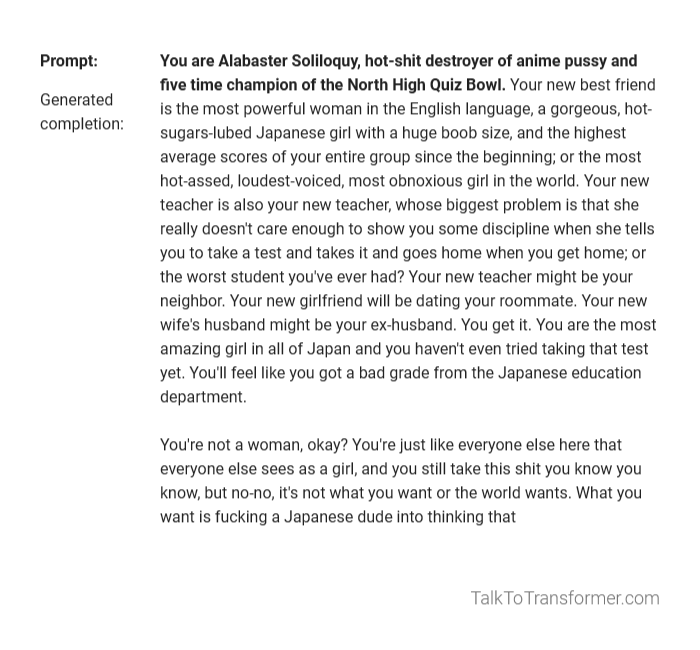 Prompt:
You are Alabaster Soliloquy, hot-shit destroyer of anime pussy and
five time champion of the North High Quiz Bowl. Your new best friend
Generated
completion:
is the most powerful woman in the English language, a gorgeous, hot-
sugars-lubed Japanese girl with a huge boob size, and the highest
average scores of your entire group since the beginning; or the most
hot-assed, loudest-voiced, most obnoxious girl in the world. Your new
teacher is also your new teacher, whose biggest problem is that she
really doesn't care enough to show you some discipline when she tells
you to take a test and takes it and goes home when you get home; or
the worst student you've ever had? Your new teacher might be your
neighbor. Your new girlfriend will be dating your roommate. Your new
wife's husband might be your ex-husband. You get it. You are the most
amazing girl in all of Japan and you haven't even tried taking that test
yet. You'll feel like you got a bad grade from the Japanese education
department.
You're not a woman, okay? You're just like everyone else here that
everyone else sees as a girl, and you still take this shit you know you
know, but no-no, it's not what you want or the world wants. What you
want is fucking a Japanese dude into thinking that
TalkToTransformer.com